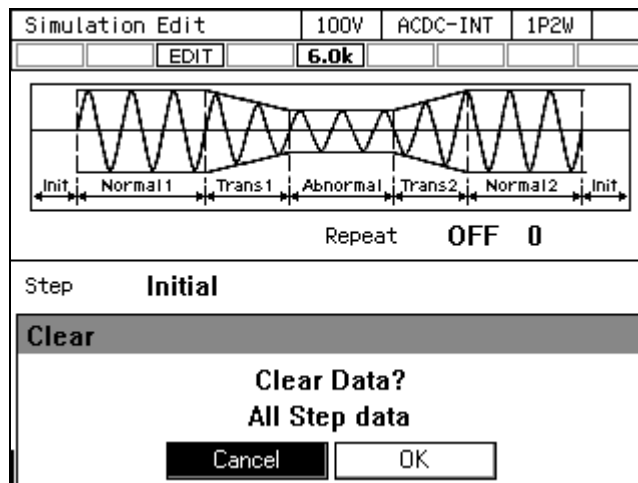 Simulation Edit 100V ACDC-INT 1P2W
EDIT 6.0k
Init Normal1 Trans1 Abnormal Trans2 Normal2 Init
Repeat OFF 0
Step Initial
Clear
Clear Data?
All Step data
Cancel OK